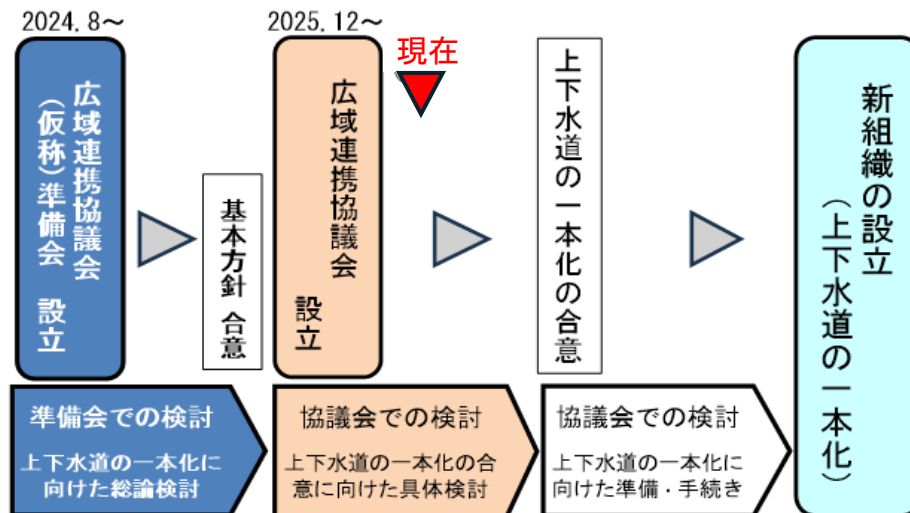 2024.8～
2025.12～
現在
広域連携協議会
（仮称）準備会 設立
基本方針 合意
広域連携協議会
設立
上下水道の一本化の合意
新組織の設立
（上下水道の一本化）
準備会での検討
上下水道の一本化に
向けた総論検討
協議会での検討
上下水道の一本化の合
意に向けた具体検討
協議会での検討
上下水道の一本化に
向けた準備・手続き